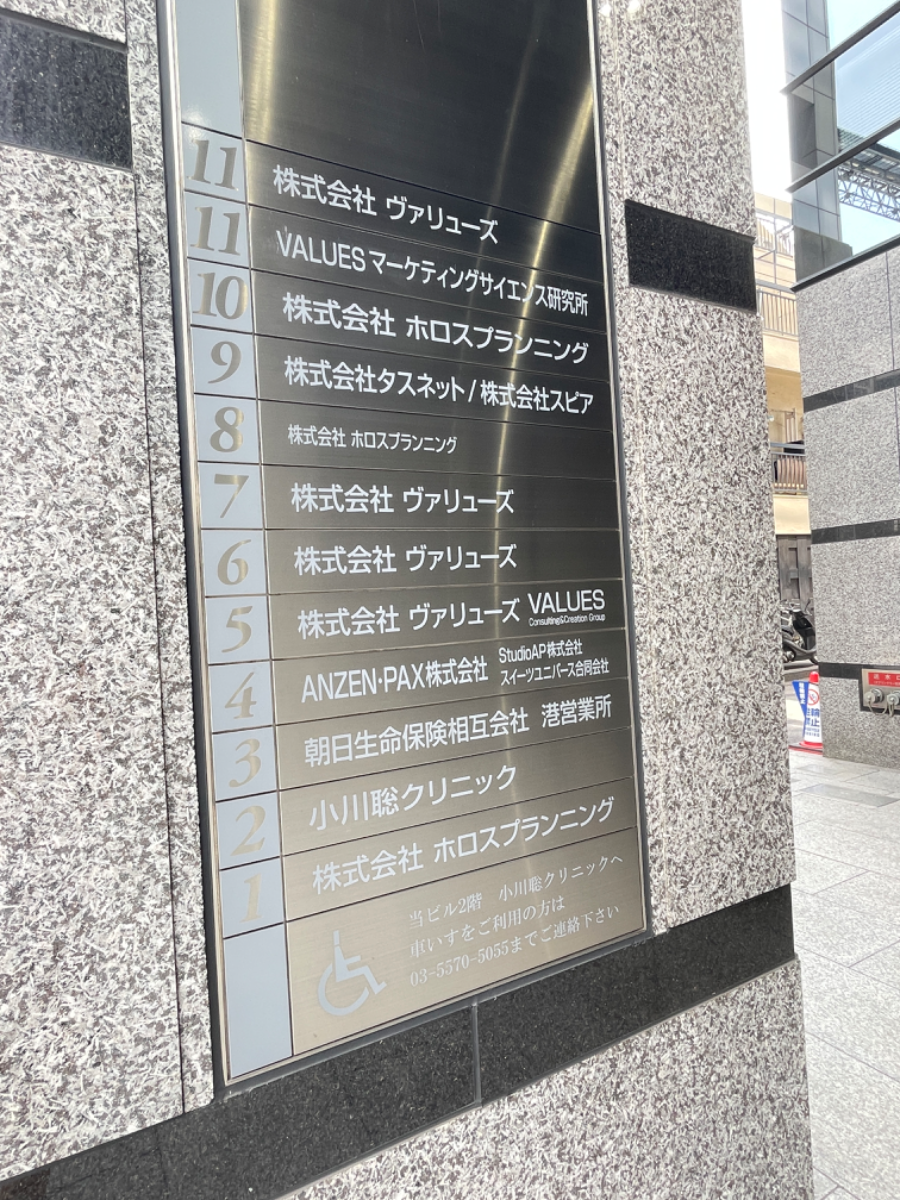 11 株式会社 ヴァリューズ
11 VALUESマーケティングサイエンス研究所
10 株式会社 ホロスプランニング
9 株式会社タスネット/株式会社スピア
8 株式会社 ホロスプランニング
7 株式会社 ヴァリューズ
6 株式会社 ヴァリューズ
5 株式会社 ヴァリューズ VALUES
Consulting&Creation Group
4 ANZEN・PAX株式会社 StudioAP株式会社
スイーツユニバース合同会社
3 朝日生命保険相互会社 港営業所
2 小川聡クリニック
1 株式会社 ホロスプランニング
当ビル2階 小川聡クリニックへ
車いすをご利用の方は
03-5570-5055までご連絡下さい